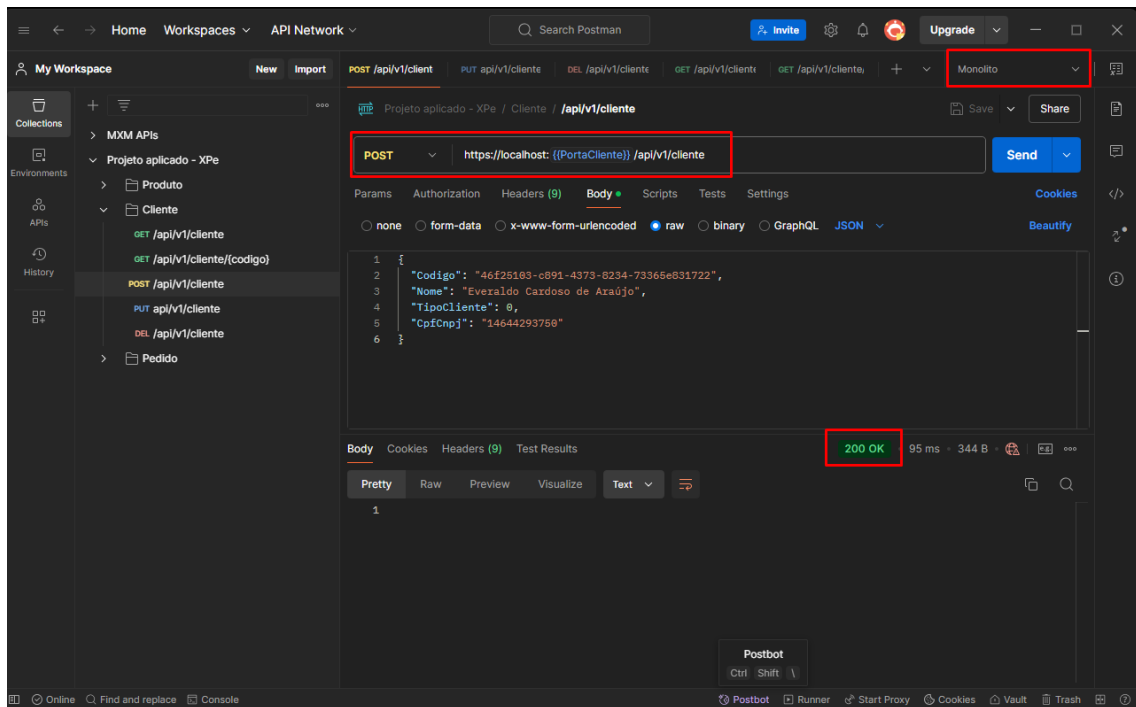 Home Workspaces API Network Search Postman Invite Upgrade
My Workspace New Import POST /api/v1/client PUT api/v1/cliente DEL /api/v1/cliente GET /api/v1/cliente GET /api/v1/cliente/ Monolito
Collections
Environments
APIs
History
MXM APIs
Projeto aplicado - XPe
Produto
Cliente
GET /api/v1/cliente
GET /api/v1/cliente/{codigo}
POST /api/v1/cliente
PUT api/v1/cliente
DEL /api/v1/cliente
Pedido
HTTP Projeto aplicado - XPe / Cliente / /api/v1/cliente Save Share
POST https://localhost: {{PortaCliente}} /api/v1/cliente Send
Params Authorization Headers (9) Body Scripts Tests Settings Cookies
none form-data x-www-form-urlencoded raw binary GraphQL JSON Beautify
1 {
2 "Codigo": "46f25103-c891-4373-8234-73365e831722",
3 "Nome": "Everaldo Cardoso de Araújo",
4 "TipoCliente": 0,
5 "CpfCnpj": "14644293750"
6 }
Body Cookies Headers (9) Test Results 200 OK 95 ms 344 B e.g.
Pretty Raw Preview Visualize Text
1
Postbot
Ctrl Shift \
Online Find and replace Console Postbot Runner Start Proxy Cookies Vault Trash